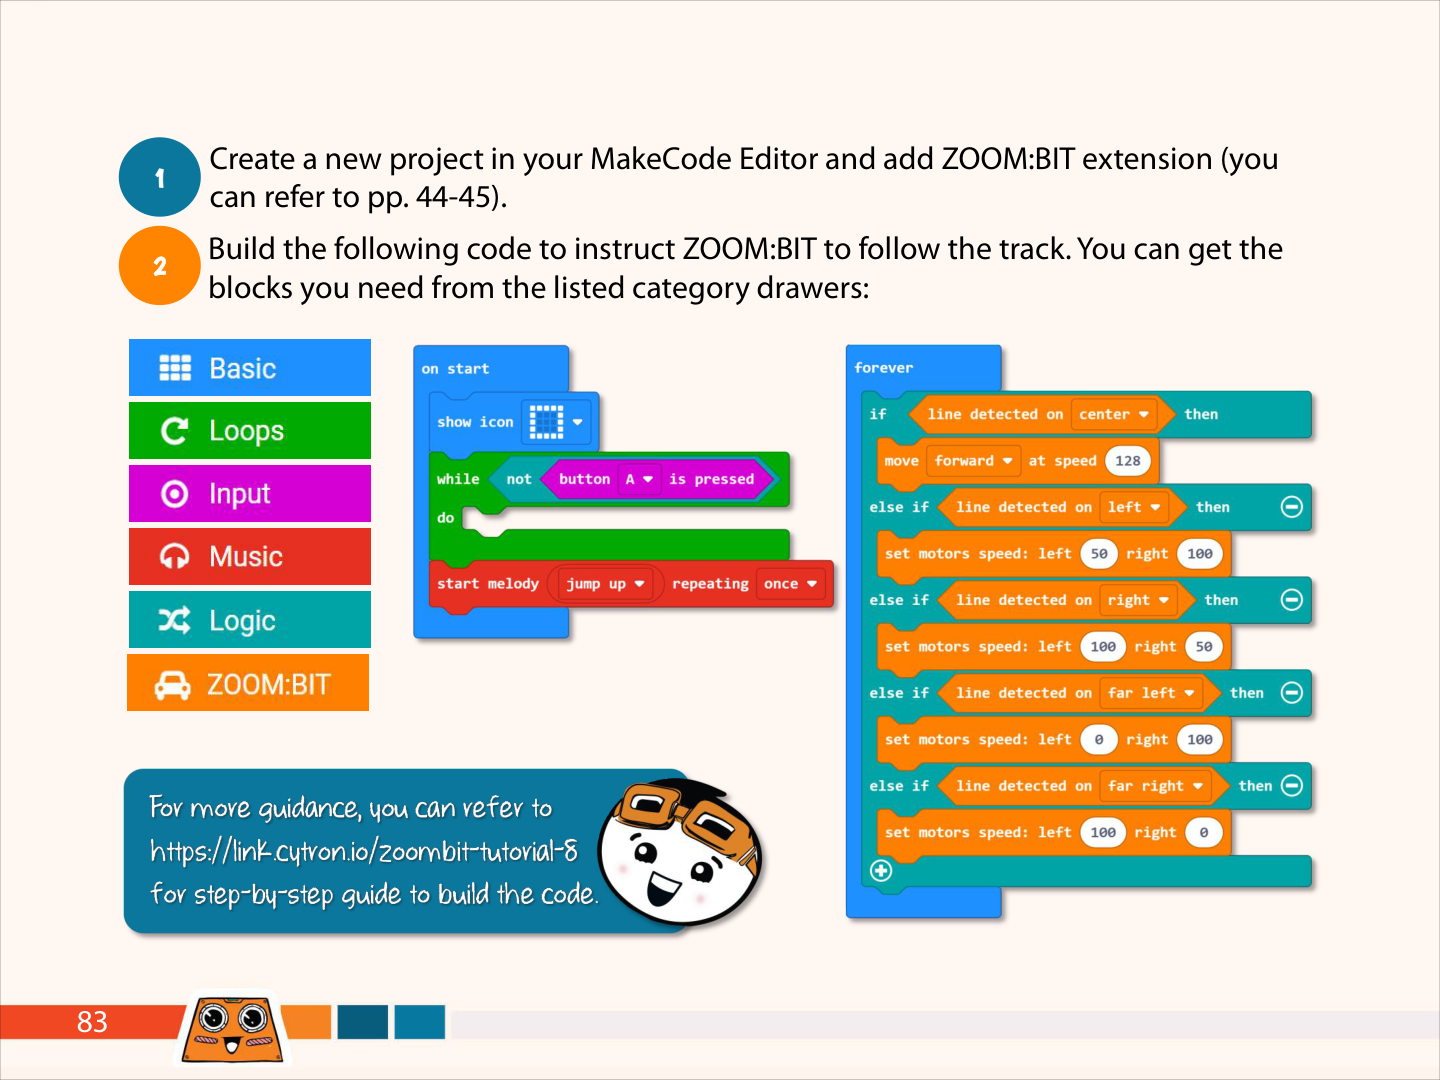 1
Create a new project in your MakeCode Editor and add ZOOM:BIT extension (you
can refer to pp. 44-45).
2
Build the following code to instruct ZOOM:BIT to follow the track. You can get the
blocks you need from the listed category drawers:
Basic
Loops
Input
Music
Logic
ZOOM:BIT
on start
show icon
while not button A is pressed
do
start melody jump up repeating once
forever
if line detected on center then
move forward at speed 128
else if line detected on left then
set motors speed: left 50 right 100
else if line detected on right then
set motors speed: left 100 right 50
else if line detected on far left then
set motors speed: left 0 right 100
else if line detected on far right then
set motors speed: left 100 right 0
For more guidance, you can refer to
https://link.cytron.io/zoombit-tutorial-8
for step-by-step guide to build the code.
83